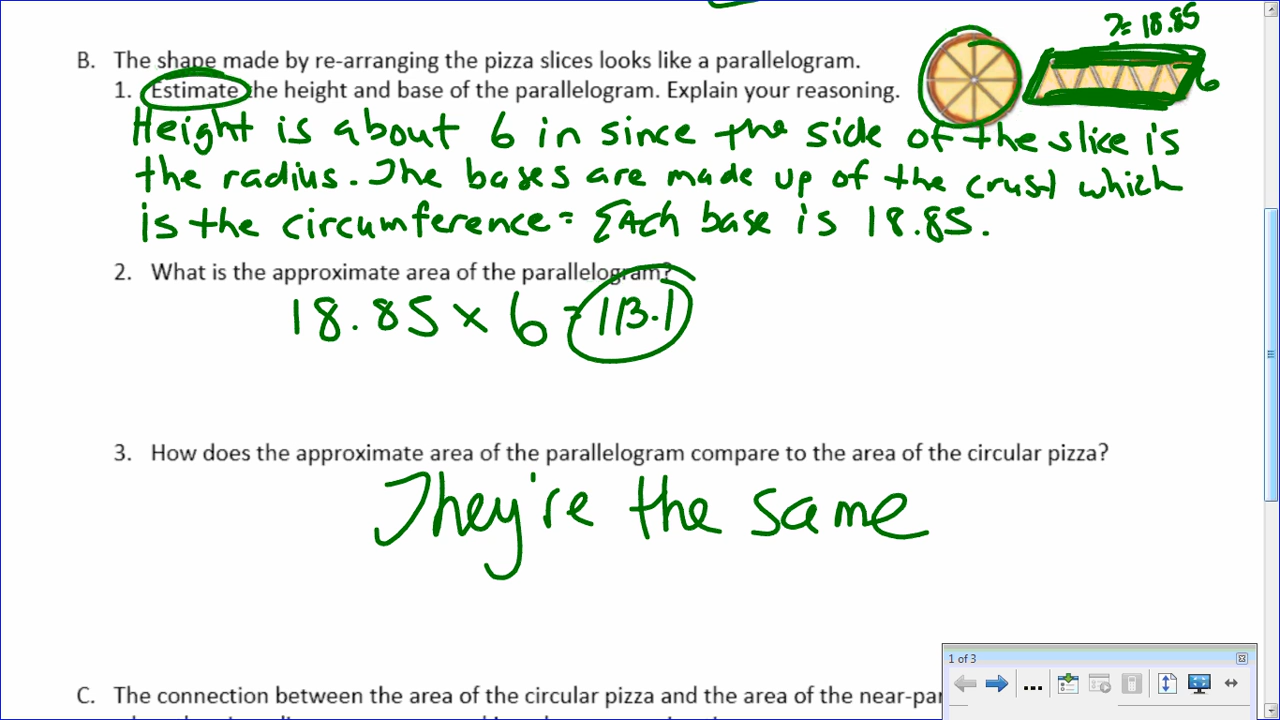 ?= 18.85
B. The shape made by re-arranging the pizza slices looks like a parallelogram.
6
1. Estimate the height and base of the parallelogram. Explain your reasoning.
Height is about 6 in since the side of the slice is
the radius. The bases are made up of the crust which
is the circumference = Each base is 18.85.
2. What is the approximate area of the parallelogram?
18.85 x 6 = 113.1
3. How does the approximate area of the parallelogram compare to the area of the circular pizza?
They're the same
1 of 3
C. The connection between the area of the circular pizza and the area of the near-par